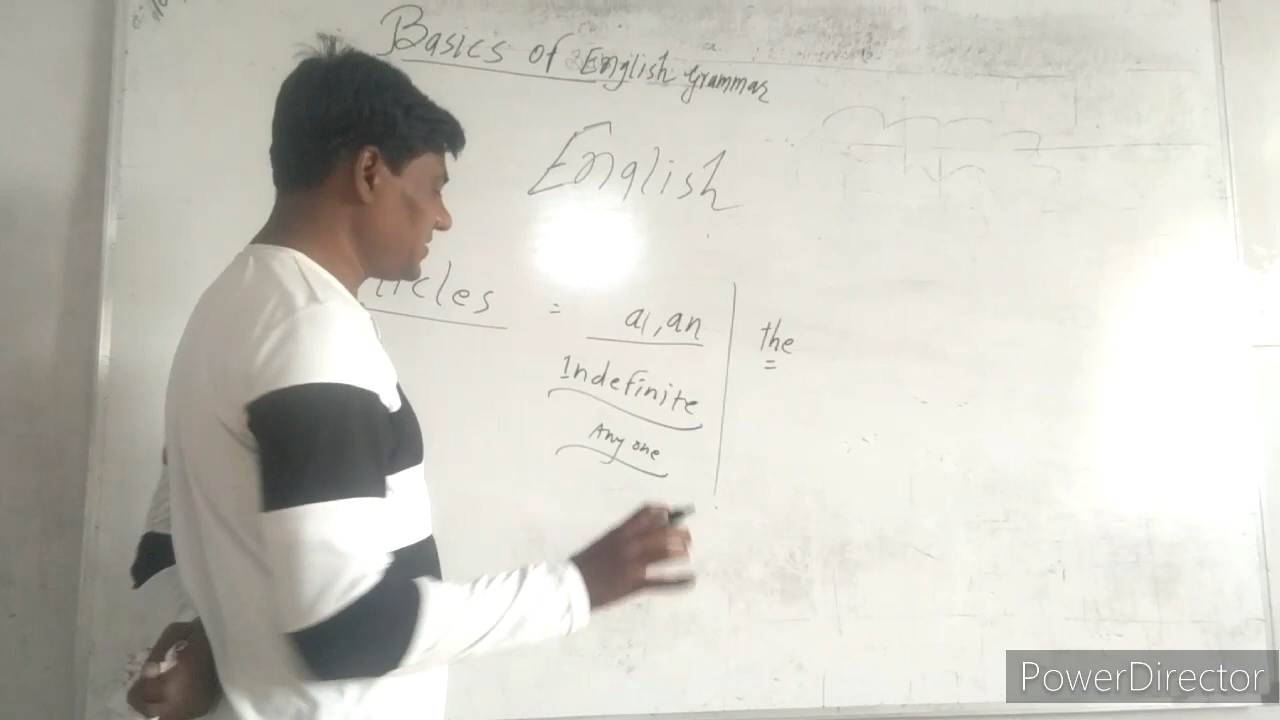 Basics of English Grammar
English
ticles = a, an | the
Indefinite
Any one
PowerDirector